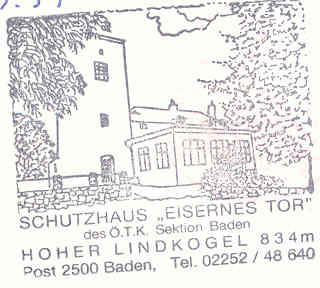 SCHUTZHAUS „EISERNES TOR"
des Ö.T.K. Sektion Baden
HOHER LINDKOGEL 834m
Post 2500 Baden, Tel. 02252 / 48 640